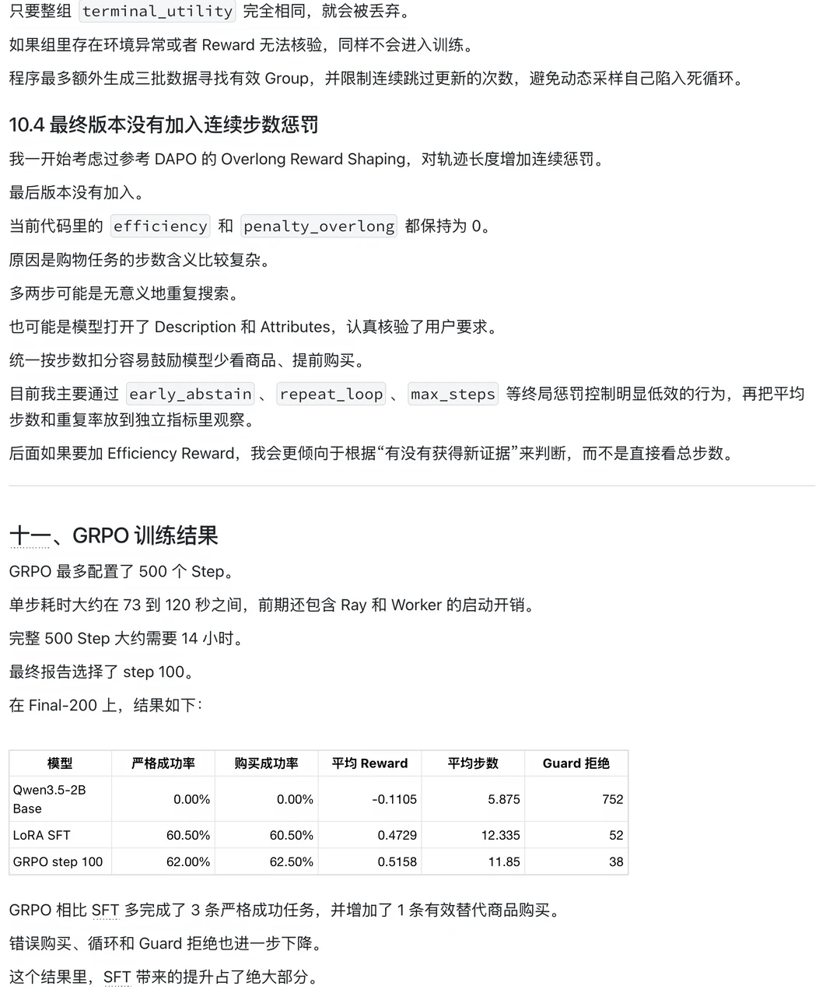 只要整组 terminal_utility 完全相同，就会被丢弃。
如果组里存在环境异常或者 Reward 无法核验，同样不会进入训练。
程序最多额外生成三批数据寻找有效 Group，并限制连续跳过更新的次数，避免动态采样自己陷入死循环。
10.4 最终版本没有加入连续步数惩罚
我一开始考虑过参考 DAPO 的 Overlong Reward Shaping，对轨迹长度增加连续惩罚。
最后版本没有加入。
当前代码里的 efficiency 和 penalty_overlong 都保持为 0。
原因是购物任务的步数含义比较复杂。
多两步可能是无意义地重复搜索。
也可能是模型打开了 Description 和 Attributes，认真核验了用户要求。
统一按步数扣分容易鼓励模型少看商品、提前购买。
目前我主要通过 early_abstain 、 repeat_loop 、 max_steps 等终局惩罚控制明显低效的行为，再把平均
步数和重复率放到独立指标里观察。
后面如果要加 Efficiency Reward，我会更倾向于根据“有没有获得新证据”来判断，而不是直接看总步数。
十一、GRPO 训练结果
GRPO 最多配置了 500 个 Step。
单步耗时大约在 73 到 120 秒之间，前期还包含 Ray 和 Worker 的启动开销。
完整 500 Step 大约需要 14 小时。
最终报告选择了 step 100。
在 Final-200 上，结果如下：
模型 严格成功率 购买成功率 平均 Reward 平均步数 Guard 拒绝
Qwen3.5-2B
Base 0.00% 0.00% -0.1105 5.875 752
LoRA SFT 60.50% 60.50% 0.4729 12.335 52
GRPO step 100 62.00% 62.50% 0.5158 11.85 38
GRPO 相比 SFT 多完成了 3 条严格成功任务，并增加了 1 条有效替代商品购买。
错误购买、循环和 Guard 拒绝也进一步下降。
这个结果里，SFT 带来的提升占了绝大部分。